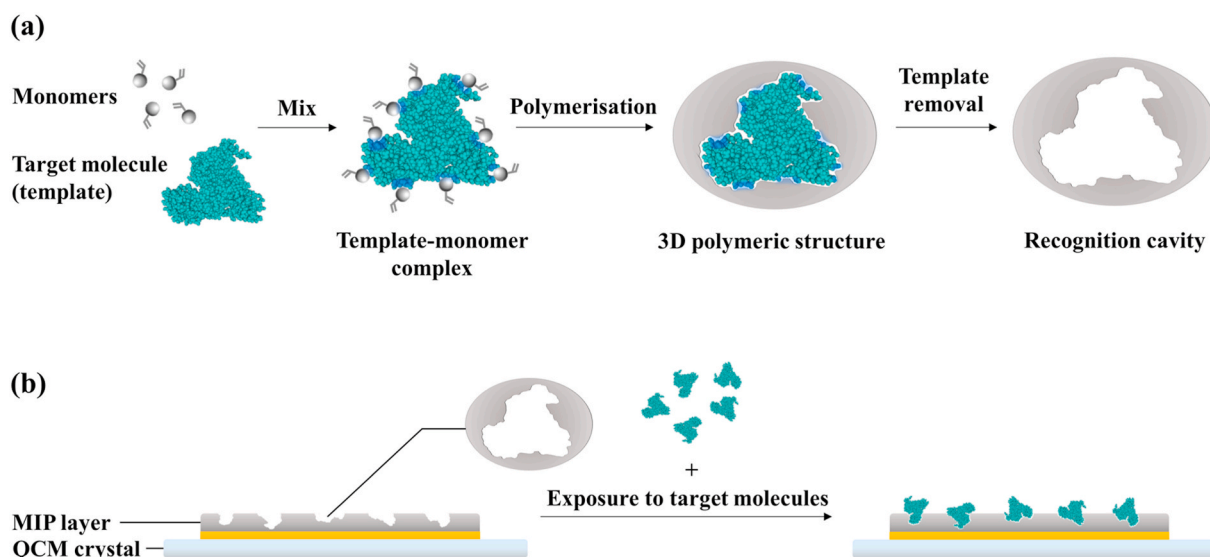 (a)
Monomers
Target molecule
(template)
Mix
Template-monomer
complex
Polymerisation
3D polymeric structure
Template
removal
Recognition cavity
(b)
MIP layer
QCM crystal
+
Exposure to target molecules